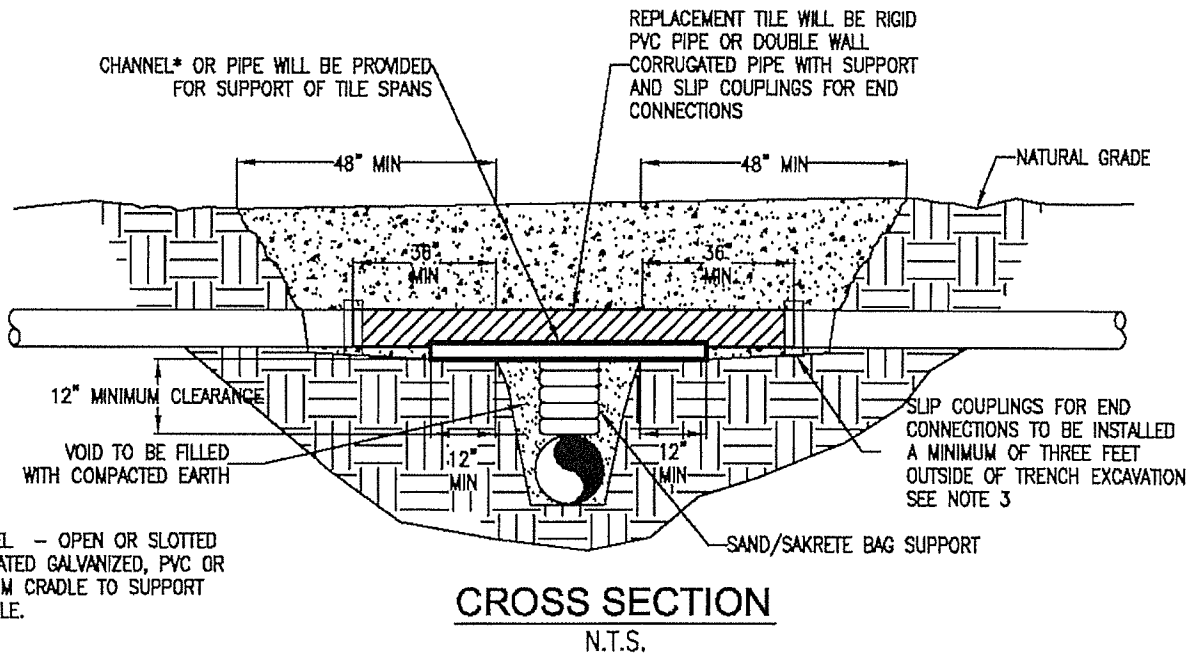 REPLACEMENT TILE WILL BE RIGID
PVC PIPE OR DOUBLE WALL
CORRUGATED PIPE WITH SUPPORT
AND SLIP COUPLINGS FOR END
CONNECTIONS
CHANNEL* OR PIPE WILL BE PROVIDED
FOR SUPPORT OF TILE SPANS
48" MIN
48" MIN
NATURAL GRADE
36"
MIN
36"
MIN
12" MINIMUM CLEARANCE
VOID TO BE FILLED
WITH COMPACTED EARTH
12"
MIN
12"
MIN
SLIP COUPLINGS FOR END
CONNECTIONS TO BE INSTALLED
A MINIMUM OF THREE FEET
OUTSIDE OF TRENCH EXCAVATION
SEE NOTE 3
SAND/SAKRETE BAG SUPPORT
EL - OPEN OR SLOTTED
ATED GALVANIZED, PVC OR
M CRADLE TO SUPPORT
LE.
CROSS SECTION
N.T.S.